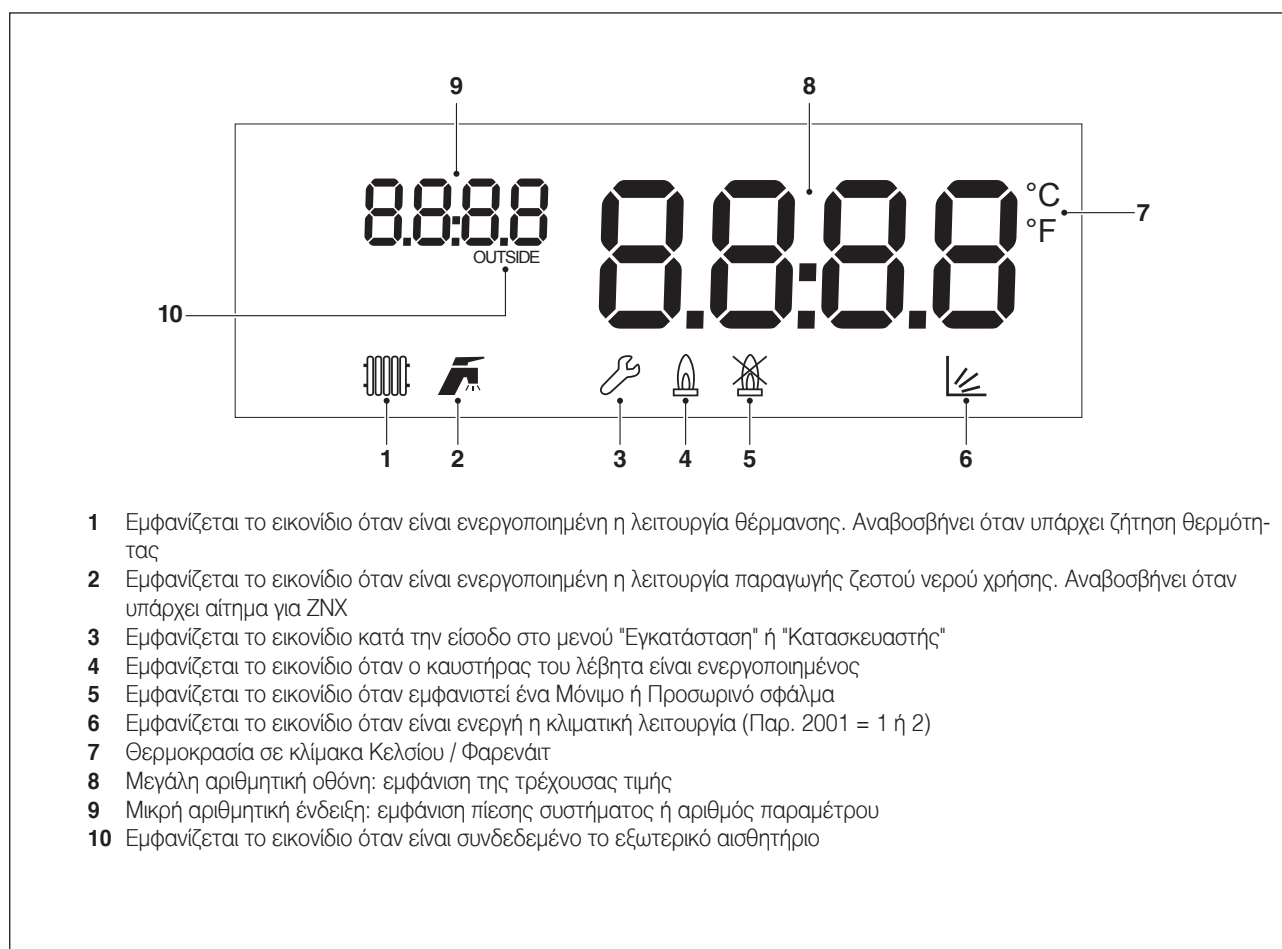 9 8
8.8:8.8 8.8:8.8 °C
°F 7
OUTSIDE
10
1 2 3 4 5 6
1 Εμφανίζεται το εικονίδιο όταν είναι ενεργοποιημένη η λειτουργία θέρμανσης. Αναβοσβήνει όταν υπάρχει ζήτηση θερμότη-
τας
2 Εμφανίζεται το εικονίδιο όταν είναι ενεργοποιημένη η λειτουργία παραγωγής ζεστού νερού χρήσης. Αναβοσβήνει όταν
υπάρχει αίτημα για ΖΝΧ
3 Εμφανίζεται το εικονίδιο κατά την είσοδο στο μενού "Εγκατάσταση" ή "Κατασκευαστής"
4 Εμφανίζεται το εικονίδιο όταν ο καυστήρας του λέβητα είναι ενεργοποιημένος
5 Εμφανίζεται το εικονίδιο όταν εμφανιστεί ένα Μόνιμο ή Προσωρινό σφάλμα
6 Εμφανίζεται το εικονίδιο όταν είναι ενεργή η κλιματική λειτουργία (Παρ. 2001 = 1 ή 2)
7 Θερμοκρασία σε κλίμακα Κελσίου / Φαρενάιτ
8 Μεγάλη αριθμητική οθόνη: εμφάνιση της τρέχουσας τιμής
9 Μικρή αριθμητική ένδειξη: εμφάνιση πίεσης συστήματος ή αριθμός παραμέτρου
10 Εμφανίζεται το εικονίδιο όταν είναι συνδεδεμένο το εξωτερικό αισθητήριο